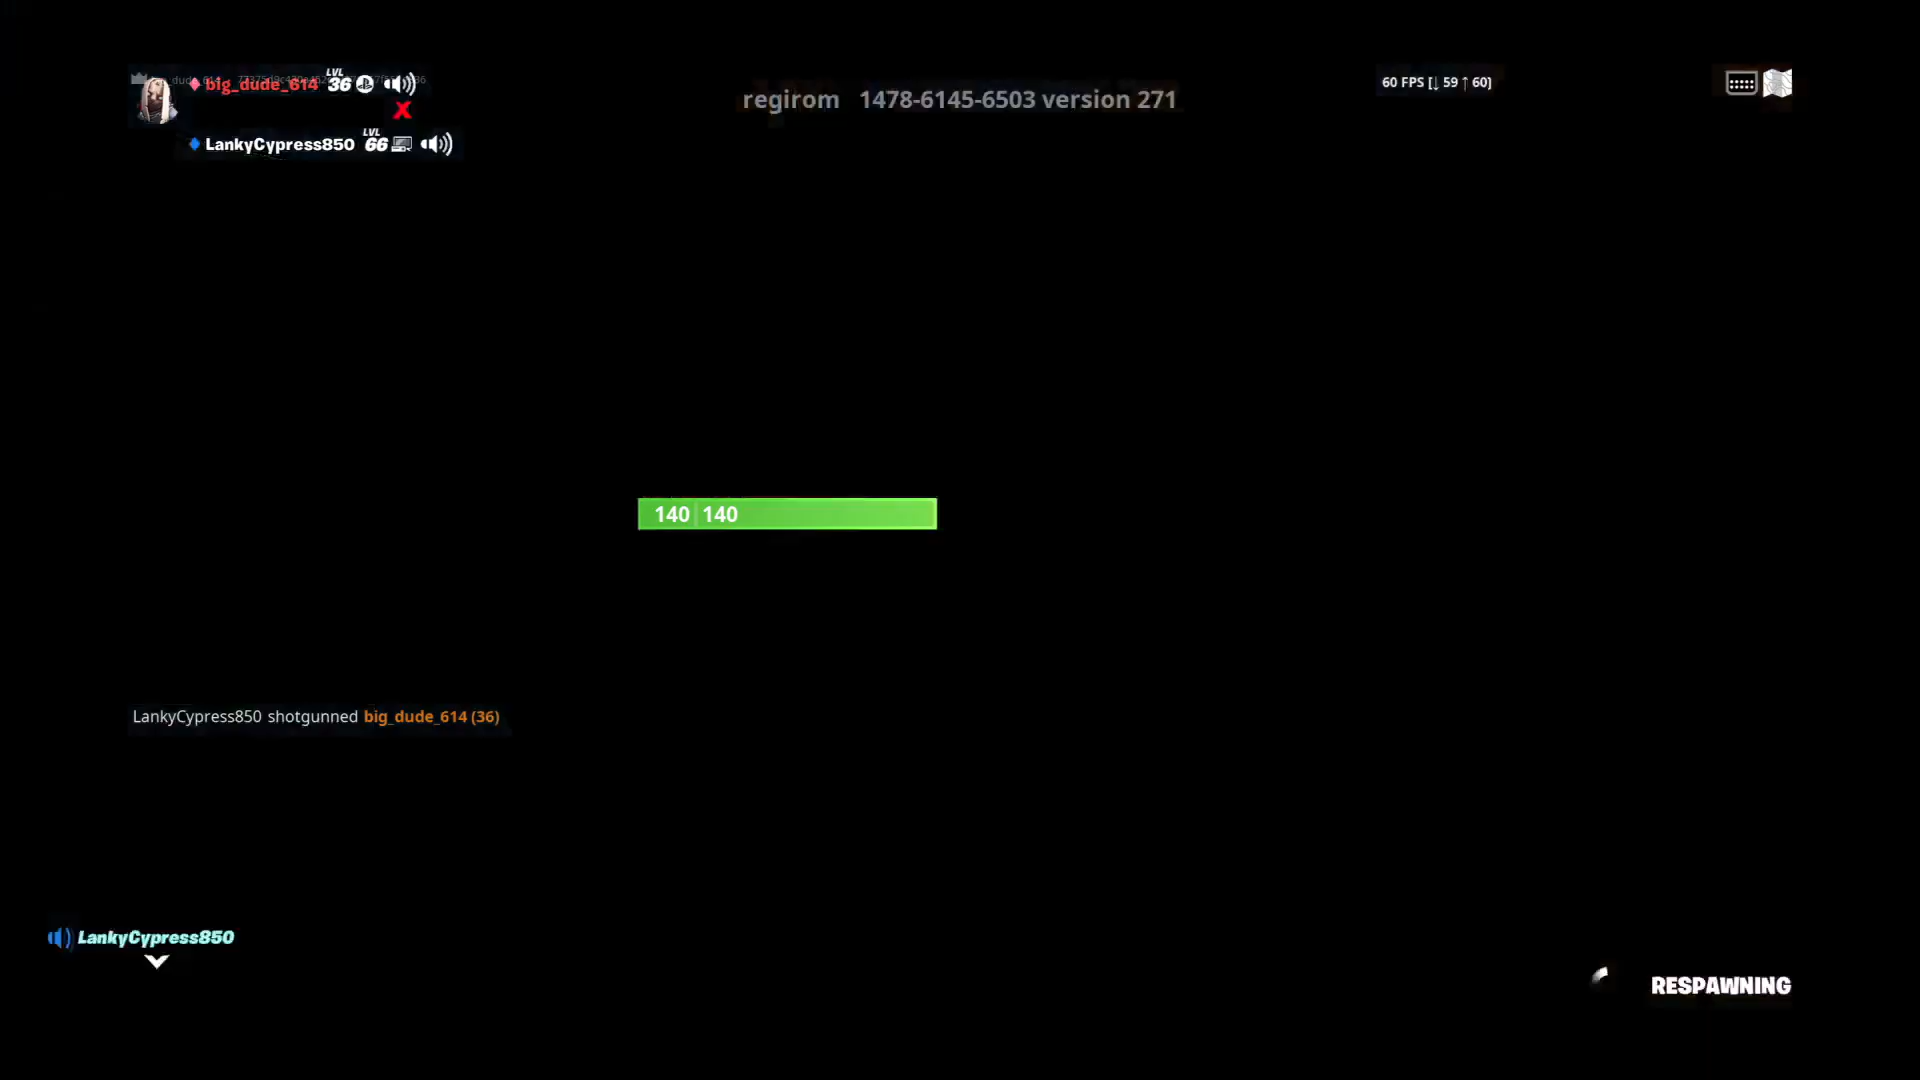 big_dude_614 LVL 36
LankyCypress850 LVL 66
regirom 1478-6145-6503 version 271
60 FPS [↓ 59 ↑ 60]
140 140
LankyCypress850 shotgunned big_dude_614 (36)
LankyCypress850
RESPAWNING